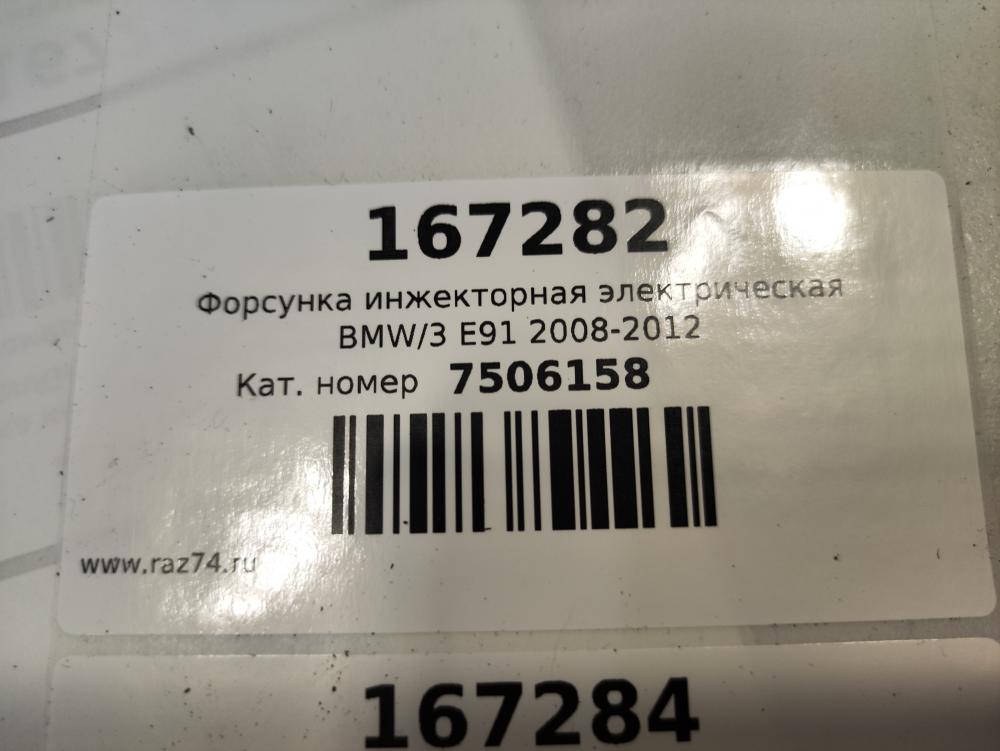 167282
Форсунка инжекторная электрическая
BMW/3 E91 2008-2012
Кат. номер 7506158
www.raz74.ru
167284